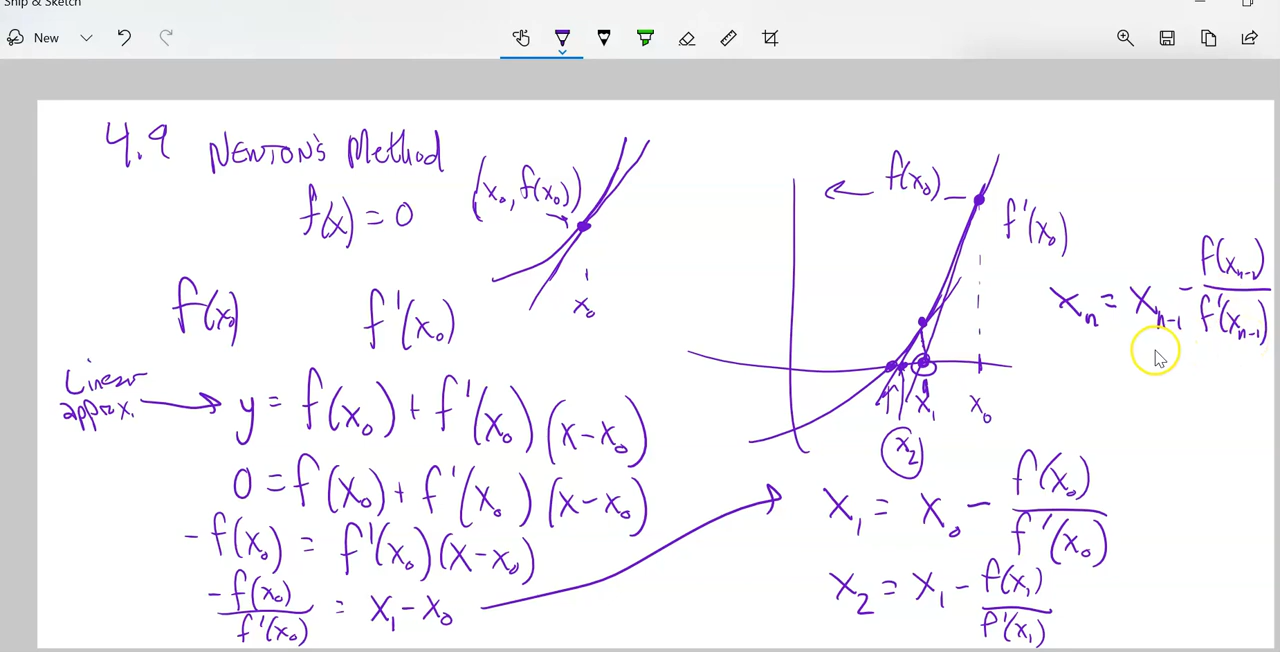 Snip & Sketch
New
4.9 NEWTON'S Method
f(x) = 0
(x₀, f(x₀))
x₀
f(x₀) f'(x₀)
Linear
approx.
y = f(x₀) + f'(x₀)(x-x₀)
0 = f(x₀) + f'(x₀)(x-x₀)
-f(x₀) = f'(x₀)(x-x₀)
-f(x₀)/f'(x₀) = x₁-x₀
f(x₀)
f'(x₀)
x₁ x₀
x₂
xₙ = xₙ₋₁ - f(xₙ₋₁)/f'(xₙ₋₁)
x₁ = x₀ - f(x₀)/f'(x₀)
x₂ = x₁ - f(x₁)/f'(x₁)